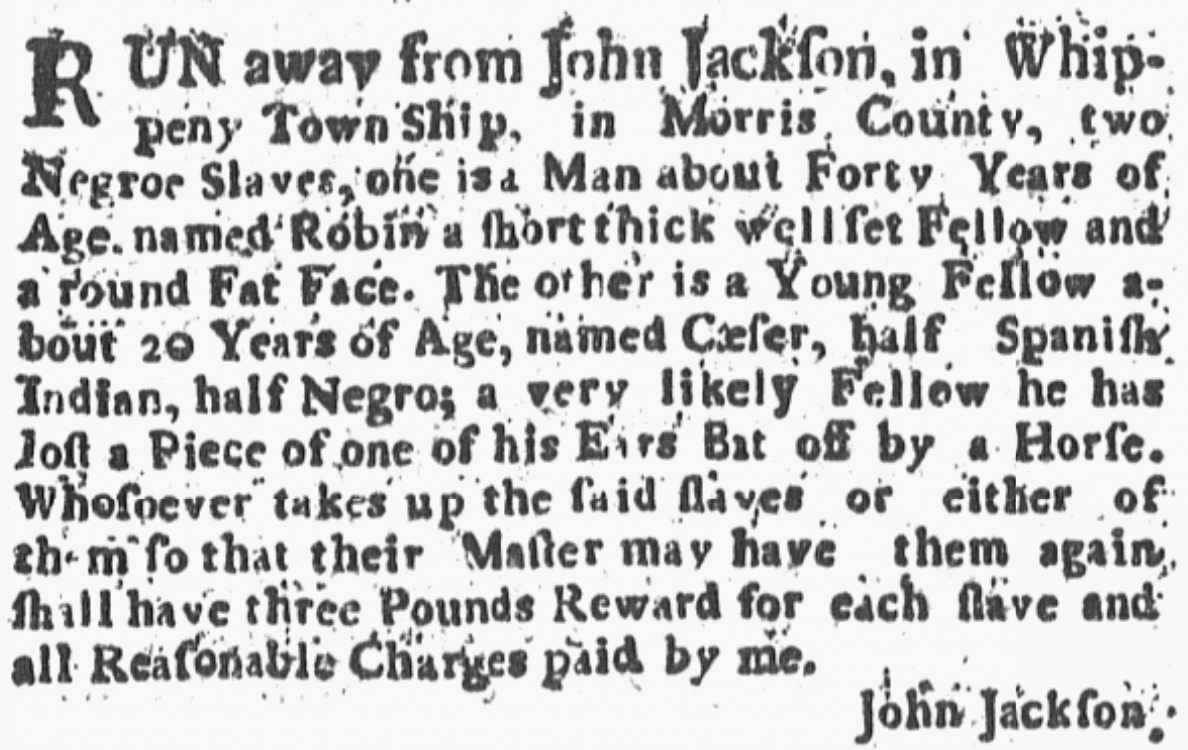 RUN away from John Jackſon, in Whip-
peny TownShip, in Morris County, two
Negroe Slaves, one is a Man about Forty Years of
Age. named Robin a ſhort thick well ſet Fellow and
a round Fat Face. The other is a Young Fellow a-
bout 20 Years of Age, named Cæſer, half Spaniſh
Indian, half Negro; a very likely Fellow he has
loſt a Piece of one of his Ears Bit off by a Horſe.
Whoſoever takes up the ſaid ſlaves or either of
them ſo that their Maſter may have them again,
ſhall have three Pounds Reward for each ſlave and
all Reaſonable Charges paid by me.
John Jackſon.